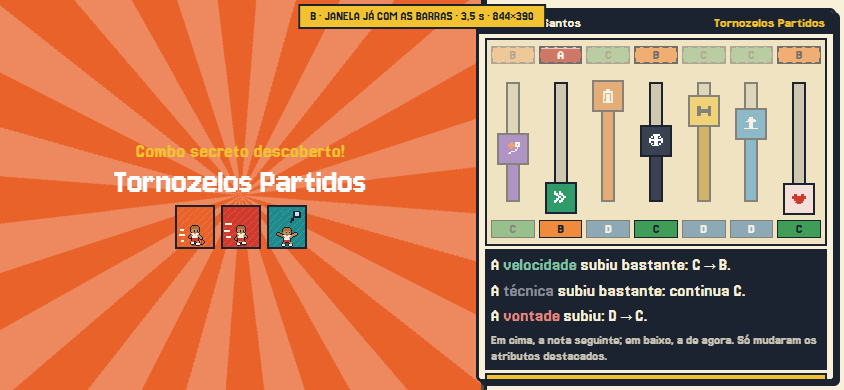 B · JANELA JÁ COM AS BARRAS · 3,5 s · 844×390
Santos
Tornozelos Partidos
B A C B C C B
Combo secreto descoberto!
Tornozelos Partidos
C B D C D D C
A velocidade subiu bastante: C → B.
A técnica subiu bastante: continua C.
A vontade subiu: D → C.
Em cima, a nota seguinte; em baixo, a de agora. Só mudaram os
atributos destacados.